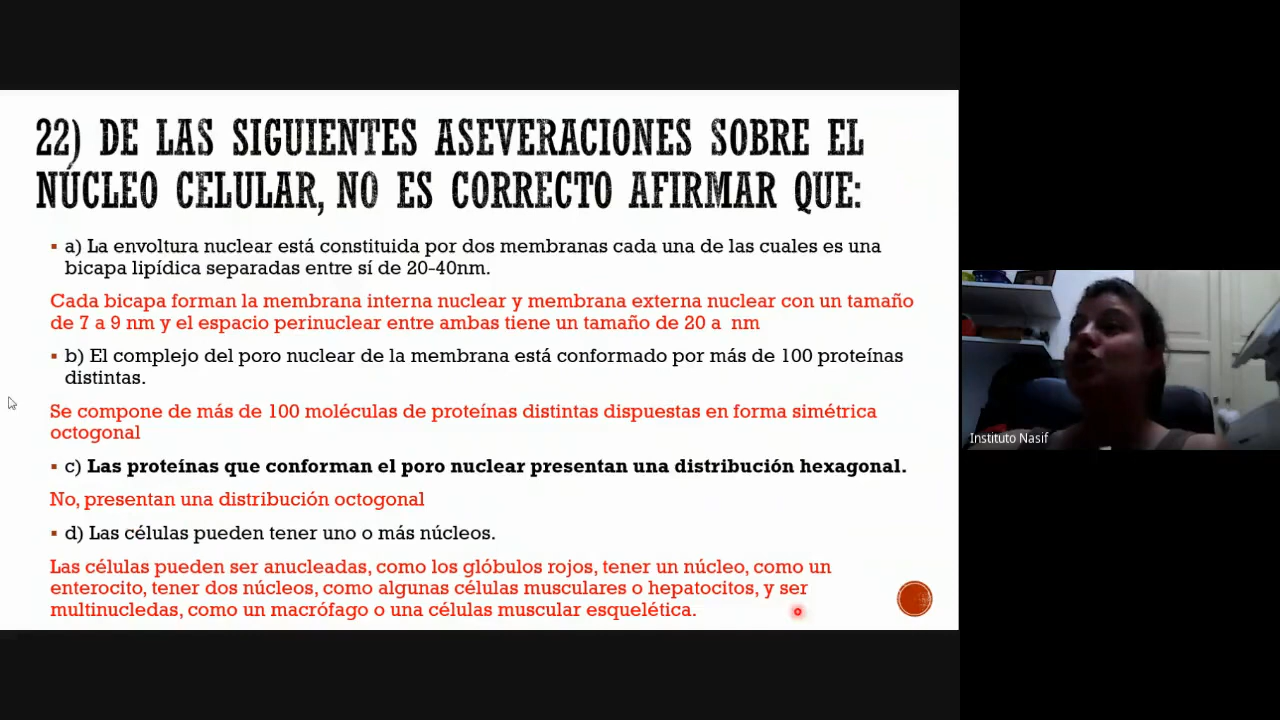 22) DE LAS SIGUIENTES ASEVERACIONES SOBRE EL
NÚCLEO CELULAR, NO ES CORRECTO AFIRMAR QUE:
▪ a) La envoltura nuclear está constituida por dos membranas cada una de las cuales es una
bicapa lipídica separadas entre sí de 20-40nm.
Cada bicapa forman la membrana interna nuclear y membrana externa nuclear con un tamaño
de 7 a 9 nm y el espacio perinuclear entre ambas tiene un tamaño de 20 a nm
▪ b) El complejo del poro nuclear de la membrana está conformado por más de 100 proteínas
distintas.
Se compone de más de 100 moléculas de proteínas distintas dispuestas en forma simétrica
octogonal
▪ c) Las proteínas que conforman el poro nuclear presentan una distribución hexagonal.
No, presentan una distribución octogonal
▪ d) Las células pueden tener uno o más núcleos.
Las células pueden ser anucleadas, como los glóbulos rojos, tener un núcleo, como un
enterocito, tener dos núcleos, como algunas células musculares o hepatocitos, y ser
multinucledas, como un macrófago o una células muscular esquelética.
Instituto Nasif